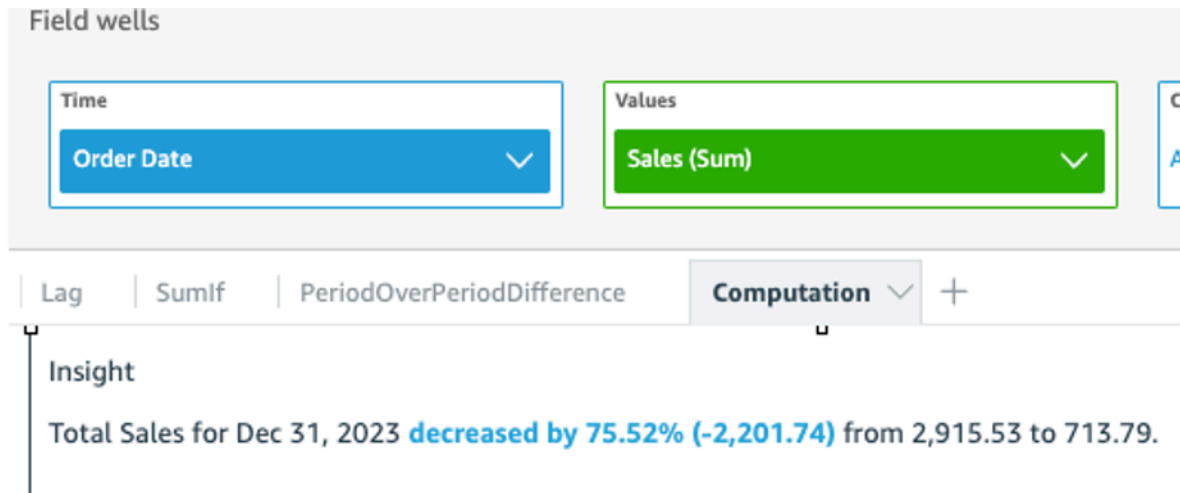 Field wells
Time
Values
Order Date
Sales (Sum)
Lag
SumIf
PeriodOverPeriodDifference
Computation
Insight
Total Sales for Dec 31, 2023 decreased by 75.52% (-2,201.74) from 2,915.53 to 713.79.